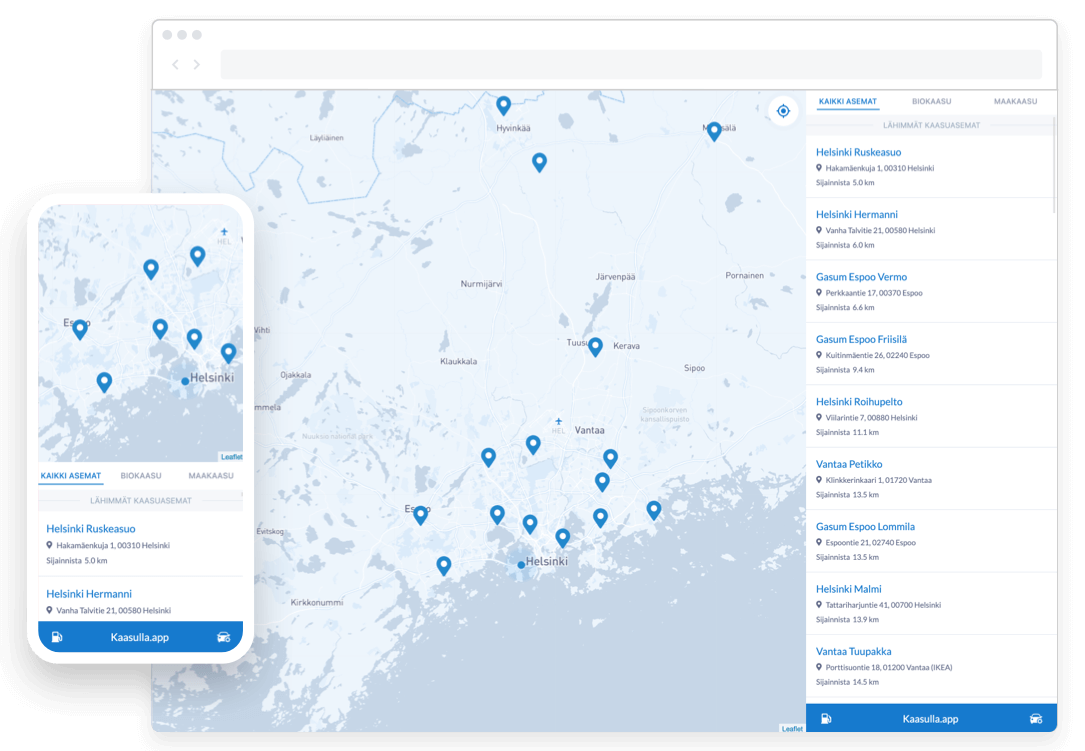 Hyvinkää
Läyliäinen
Nurmijärvi
Järvenpää
Pornainen
Vihti
Tuusu
Kerava
Klaukkala
Sipoo
Ojakkala
mmela
Sipoonkorven
kansallispuisto
HEL
Vantaa
Nuuksio national park
Evitskog
Helsinki
Kirkkonummi
Leaflet
KAIKKI ASEMAT BIOKAASU MAAKAASU
LÄHIMMÄT KAASUASEMAT
Helsinki Ruskeasuo
Hakamäenkuja 1, 00310 Helsinki
Sijainnista 5.0 km
Helsinki Hermanni
Vanha Talvitie 21, 00580 Helsinki
Sijainnista 6.0 km
Gasum Espoo Vermo
Perkkaantie 17, 00370 Espoo
Sijainnista 6.6 km
Gasum Espoo Friisilä
Kuitinmäentie 26, 02240 Espoo
Sijainnista 9.4 km
Helsinki Roihupelto
Viilarintie 7, 00880 Helsinki
Sijainnista 11.1 km
Vantaa Petikko
Klinkkerinkaari 1, 01720 Vantaa
Sijainnista 13.5 km
Gasum Espoo Lommila
Espoontie 21, 02740 Espoo
Sijainnista 13.5 km
Helsinki Malmi
Tattariharjuntie 41, 00700 Helsinki
Sijainnista 13.9 km
Vantaa Tuupakka
Porttisuontie 18, 01200 Vantaa (IKEA)
Sijainnista 14.5 km
Kaasulla.app
HEL
Helsinki
Leaflet
KAIKKI ASEMAT BIOKAASU MAAKAASU
LÄHIMMÄT KAASUASEMAT
Helsinki Ruskeasuo
Hakamäenkuja 1, 00310 Helsinki
Sijainnista 5.0 km
Helsinki Hermanni
Vanha Talvitie 21, 00580 Helsinki
Kaasulla.app